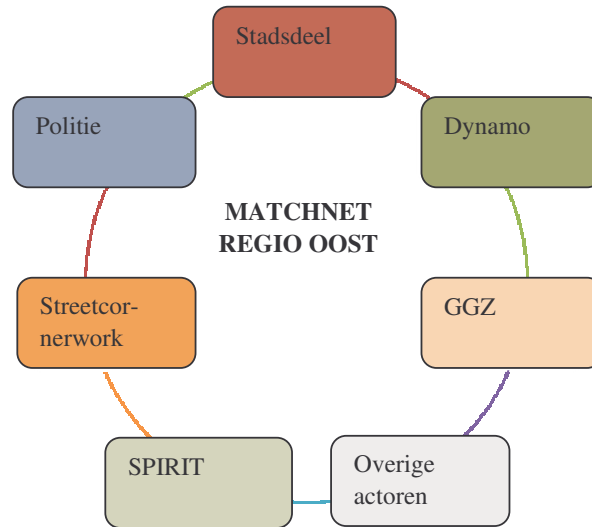 Stadsdeel
Politie
Dynamo
MATCHNET
REGIO OOST
Streetcor-
nerwork
GGZ
SPIRIT
Overige
actoren